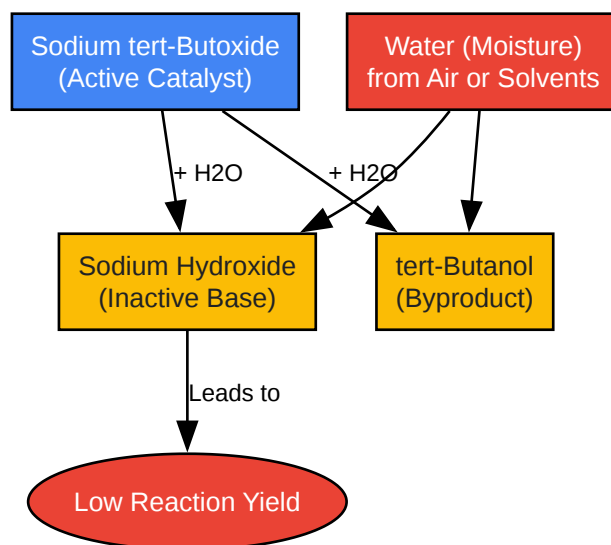 Sodium tert-Butoxide
(Active Catalyst)
Water (Moisture)
from Air or Solvents
+ H2O
+ H2O
Sodium Hydroxide
(Inactive Base)
tert-Butanol
(Byproduct)
Leads to
Low Reaction Yield